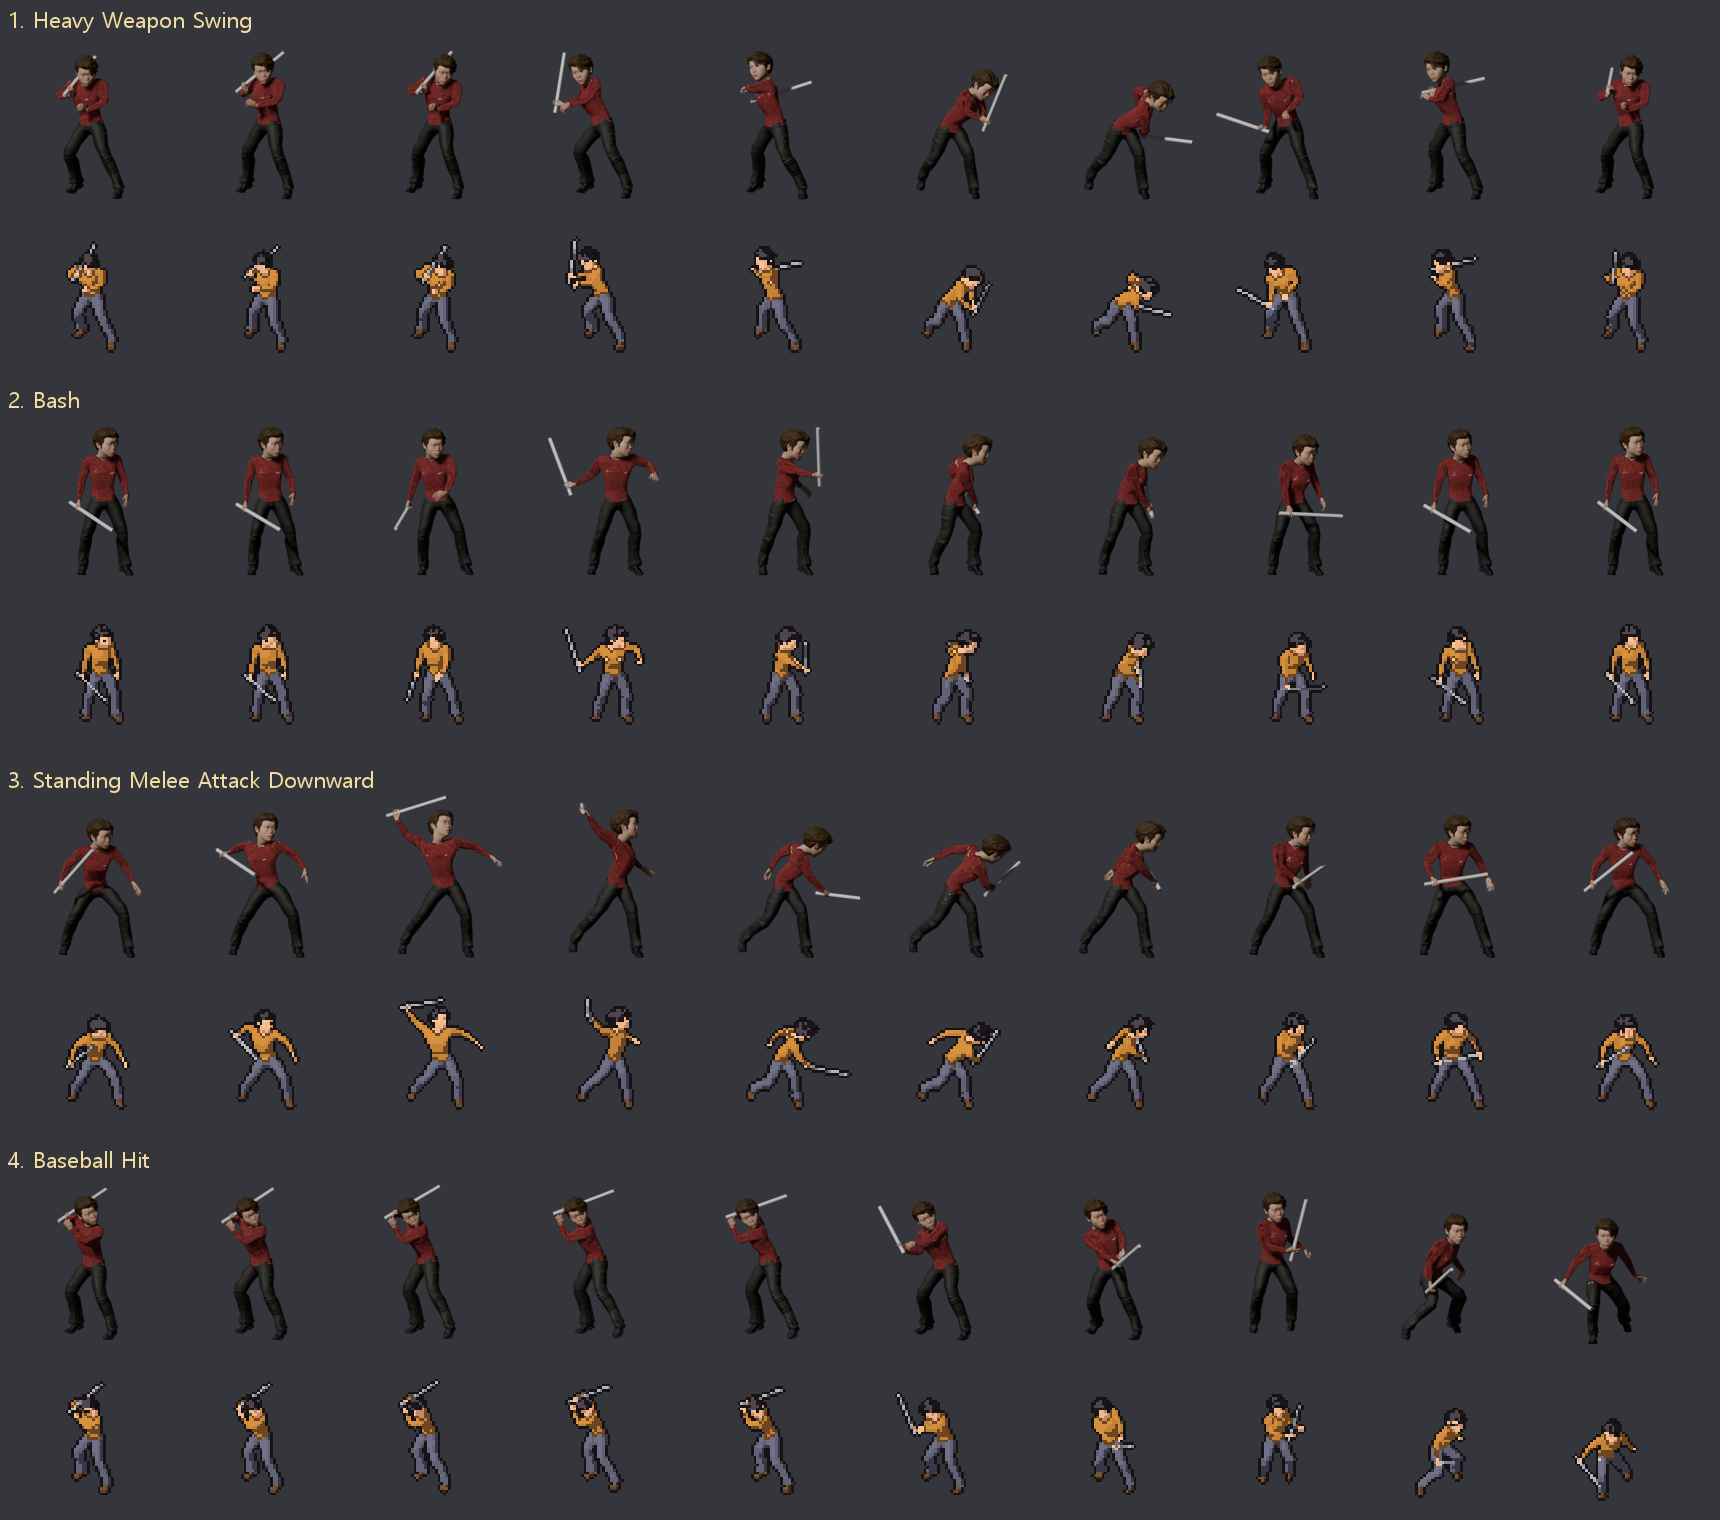 1. Heavy Weapon Swing
2. Bash
3. Standing Melee Attack Downward
4. Baseball Hit